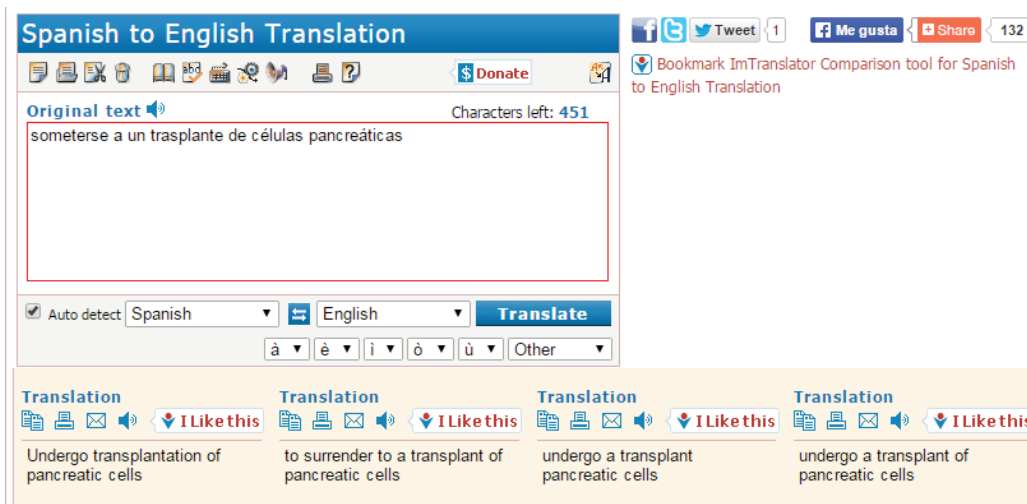 Spanish to English Translation
Donate
Original text
Characters left: 451
someterse a un trasplante de células pancreáticas
Auto detect Spanish English Translate
à è ì ò ù Other
Tweet 1 Me gusta Share 132
Bookmark ImTranslator Comparison tool for Spanish
to English Translation
Translation Translation Translation Translation
I Like this I Like this I Like this I Like this
Undergo transplantation of
pancreatic cells
to surrender to a transplant of
pancreatic cells
undergo a transplant
pancreatic cells
undergo a transplant of
pancreatic cells